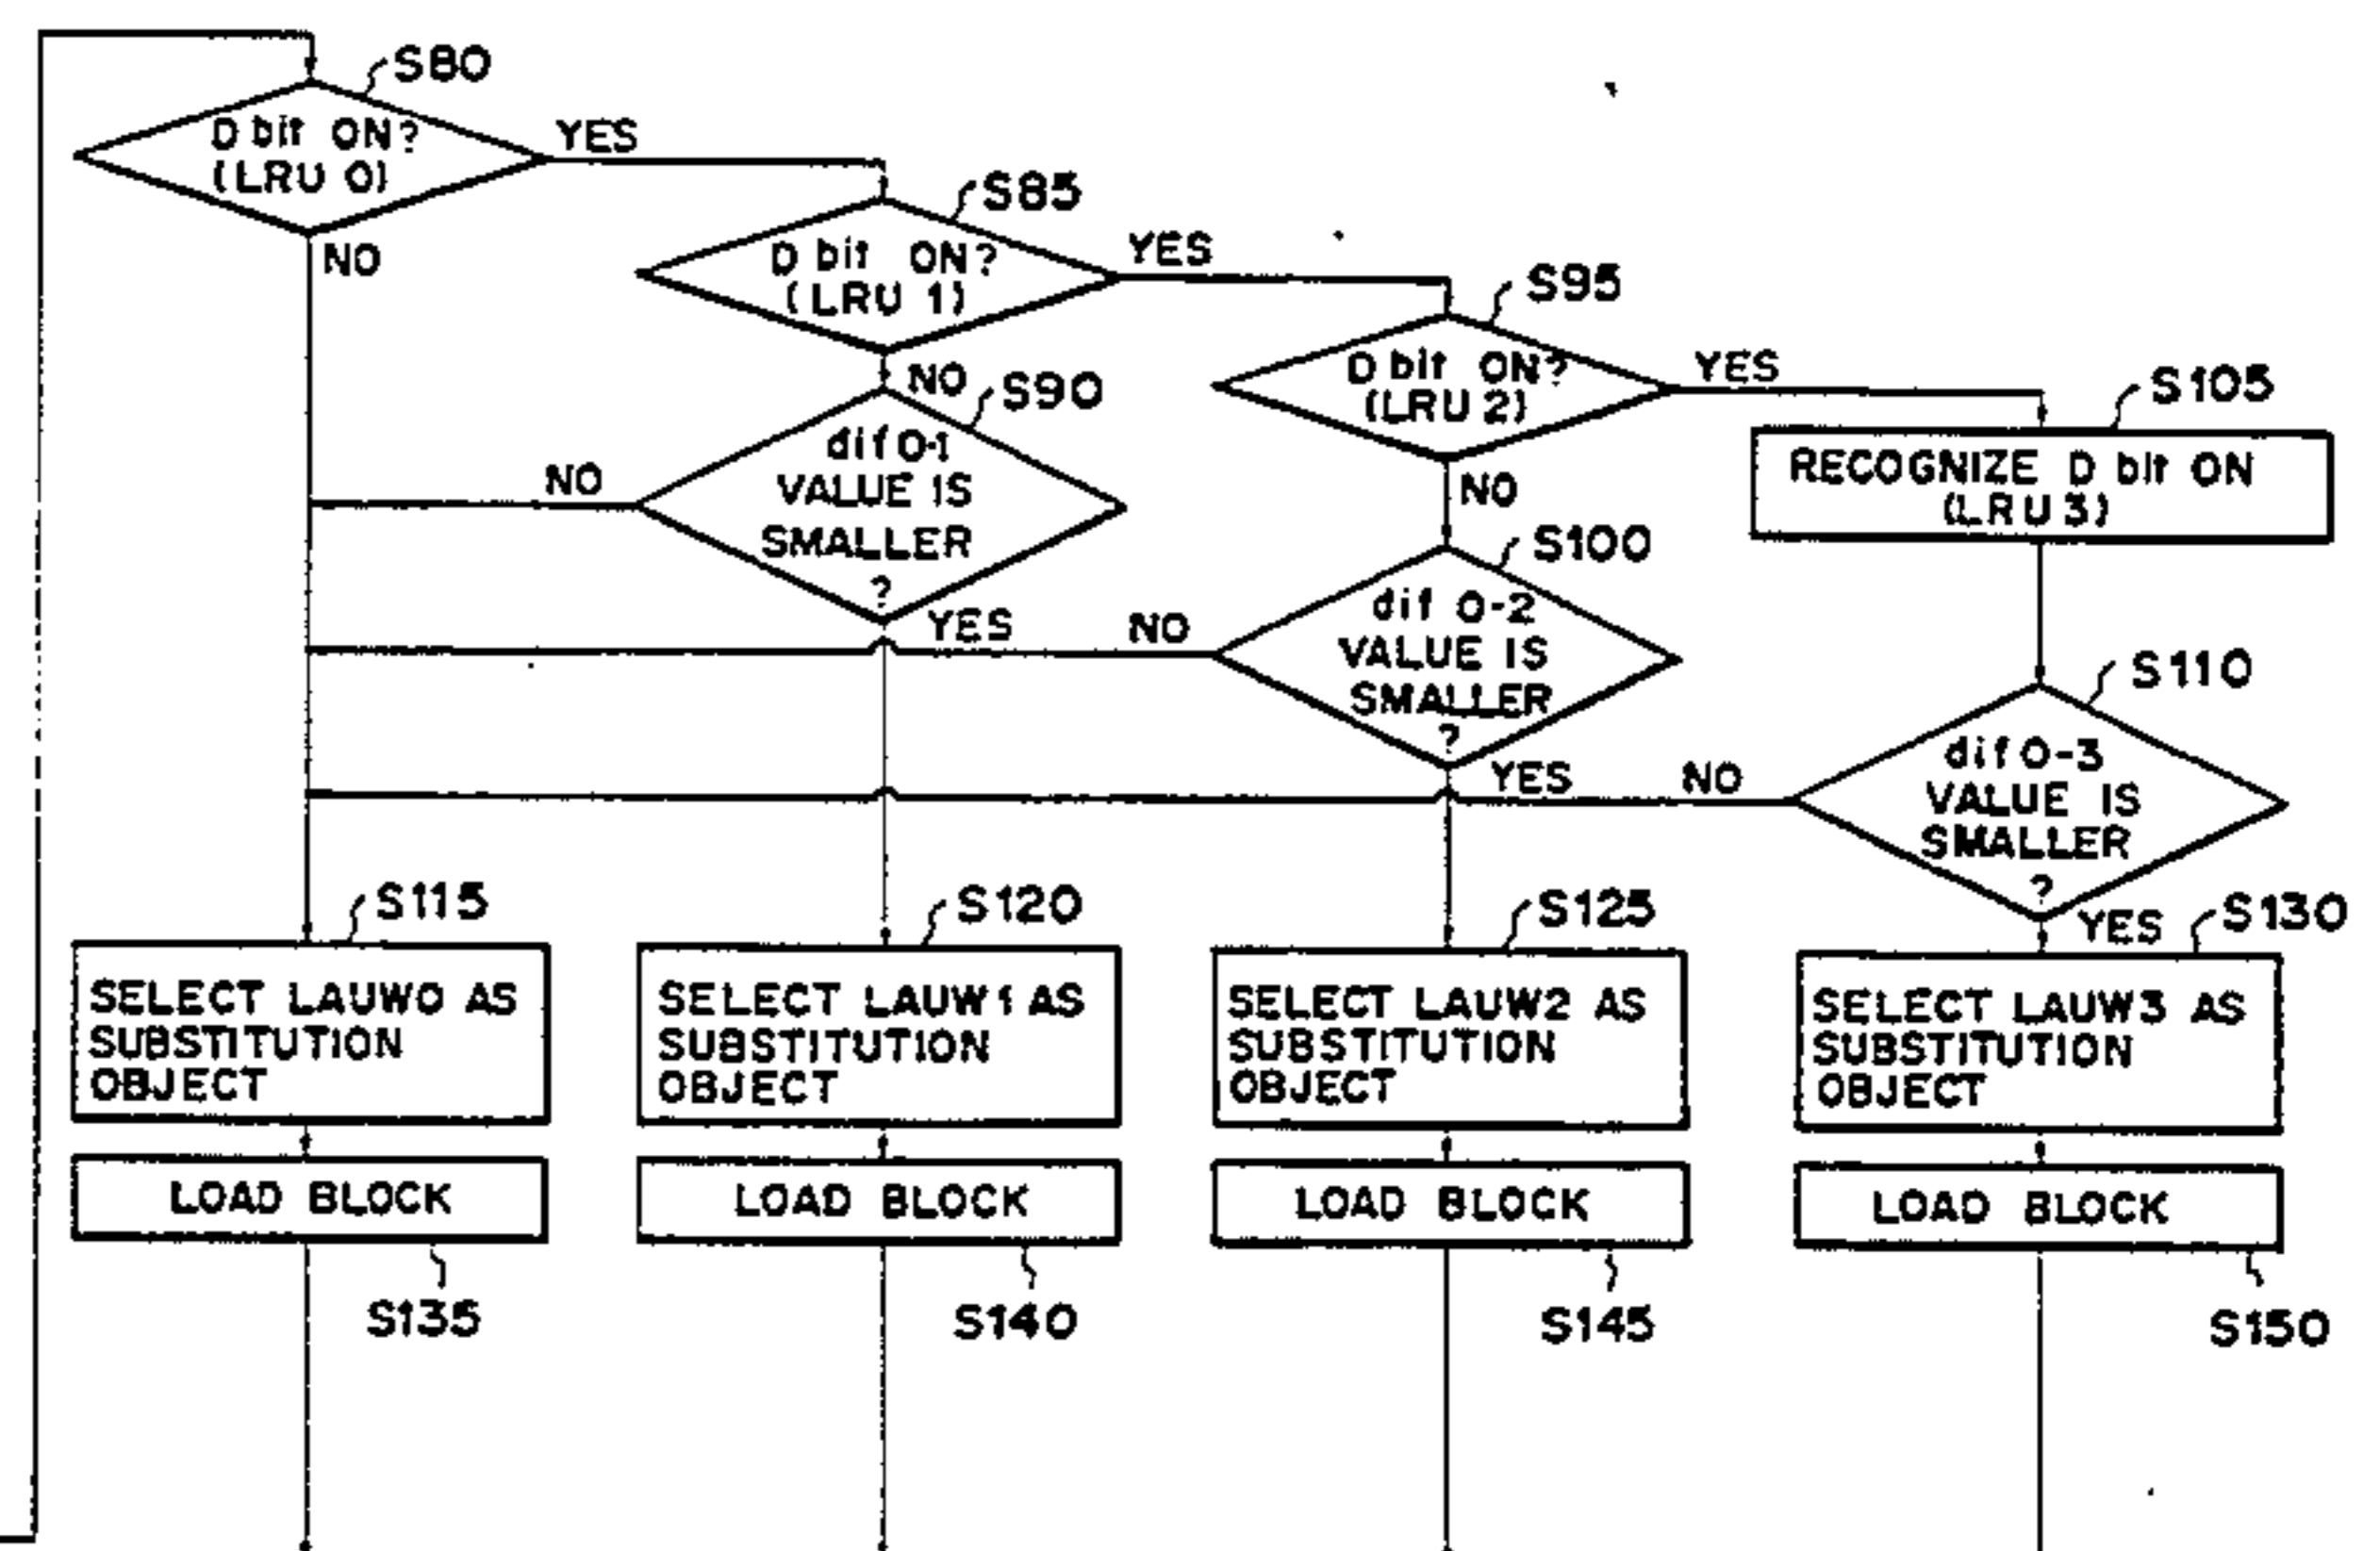 S80
D bit ON?
(LRU 0)
YES
NO
S85
D bit ON?
(LRU 1)
YES
NO
S90
dif 0-1
VALUE IS
SMALLER
?
NO
YES
S95
D bit ON?
(LRU 2)
YES
NO
S100
dif 0-2
VALUE IS
SMALLER
?
NO
YES
S105
RECOGNIZE D bit ON
(LRU 3)
S110
dif 0-3
VALUE IS
SMALLER
?
NO
YES
S115
SELECT LAUW0 AS
SUBSTITUTION
OBJECT
S120
SELECT LAUW1 AS
SUBSTITUTION
OBJECT
S125
SELECT LAUW2 AS
SUBSTITUTION
OBJECT
S130
SELECT LAUW3 AS
SUBSTITUTION
OBJECT
LOAD BLOCK
S135
LOAD BLOCK
S140
LOAD BLOCK
S145
LOAD BLOCK
S150